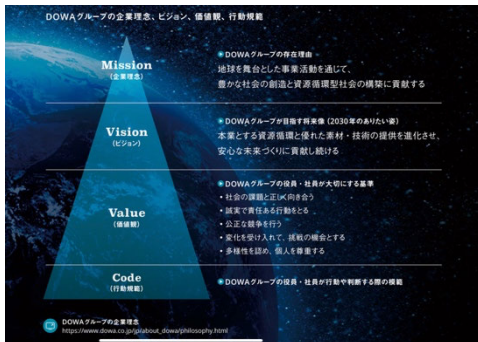 DOWAグループの企業理念、ビジョン、価値観、行動規範
Mission
(企業理念)
DOWAグループの存在理由
地球を舞台とした事業活動を通じて、
豊かな社会の創造と資源循環型社会の構築に貢献する
Vision
(ビジョン)
DOWAグループが目指す将来像(2030年のありたい姿)
本業とする資源循環と優れた素材・技術の提供を進化させ、
安心な未来づくりに貢献し続ける
Value
(価値観)
DOWAグループの役員・社員が大切にする基準
・社会の課題と正しく向き合う
・誠実で責任ある行動をとる
・公正な競争を行う
・変化を受け入れて、挑戦の機会とする
・多様性を認め、個人を尊重する
Code
(行動規範)
DOWAグループの役員・社員が行動や判断する際の模範
DOWAグループの企業理念
https://www.dowa.co.jp/jp/about_dowa/philosophy.html